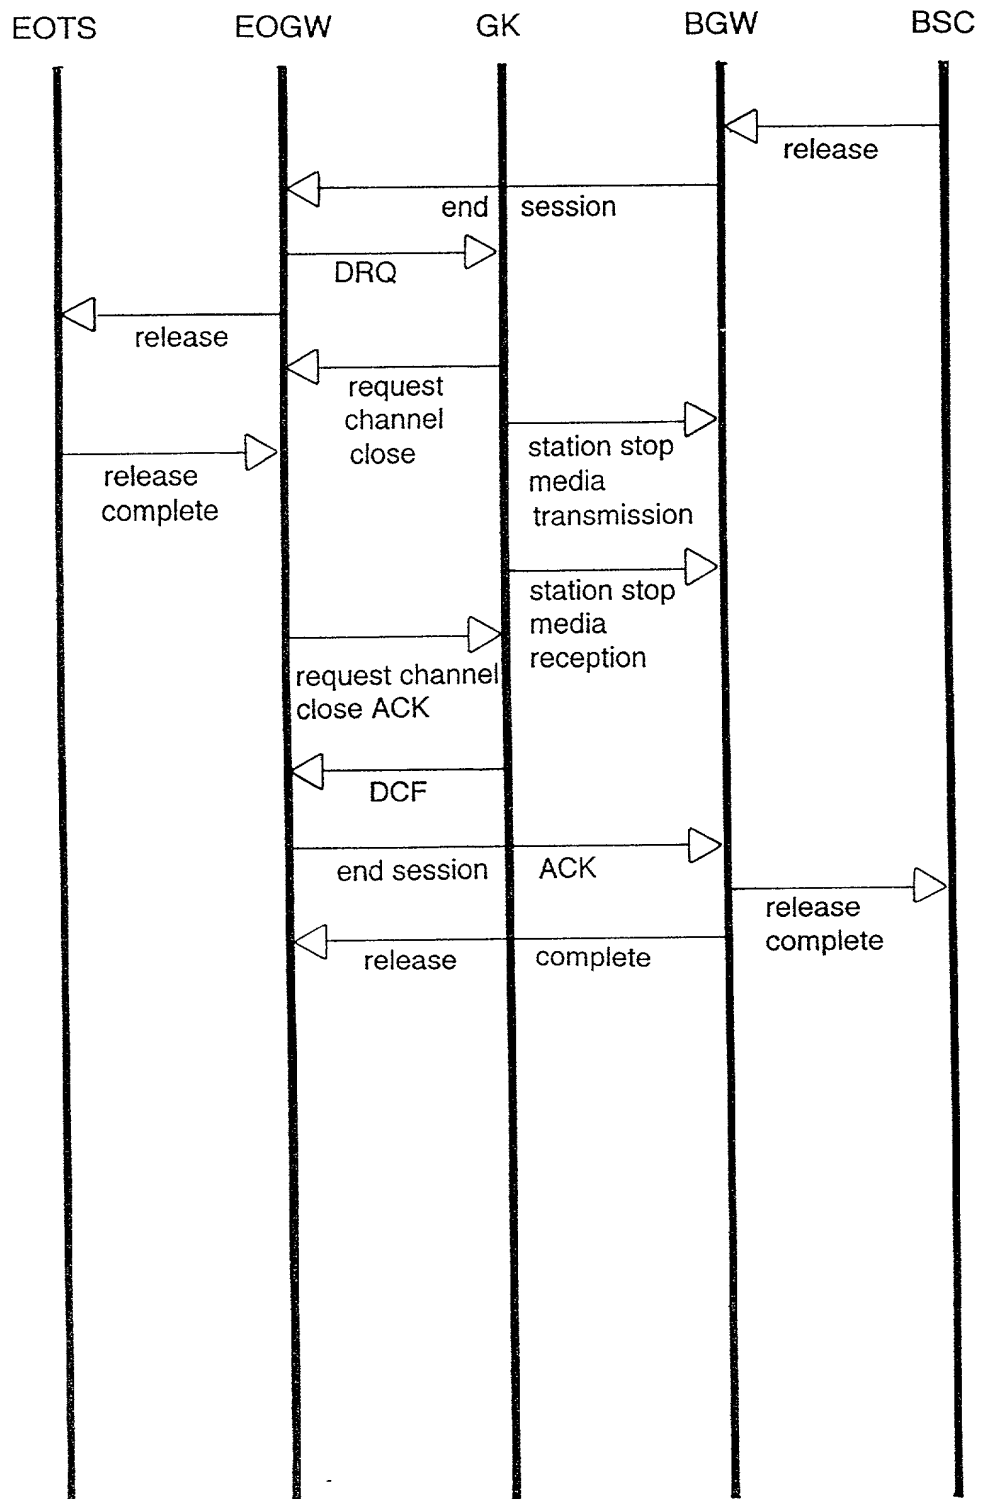 EOTS EOGW GK BGW BSC
release
end session
DRQ
release
request
channel
close
station stop
media
transmission
release
complete
station stop
media
reception
request channel
close ACK
DCF
end session ACK
release
complete
release complete